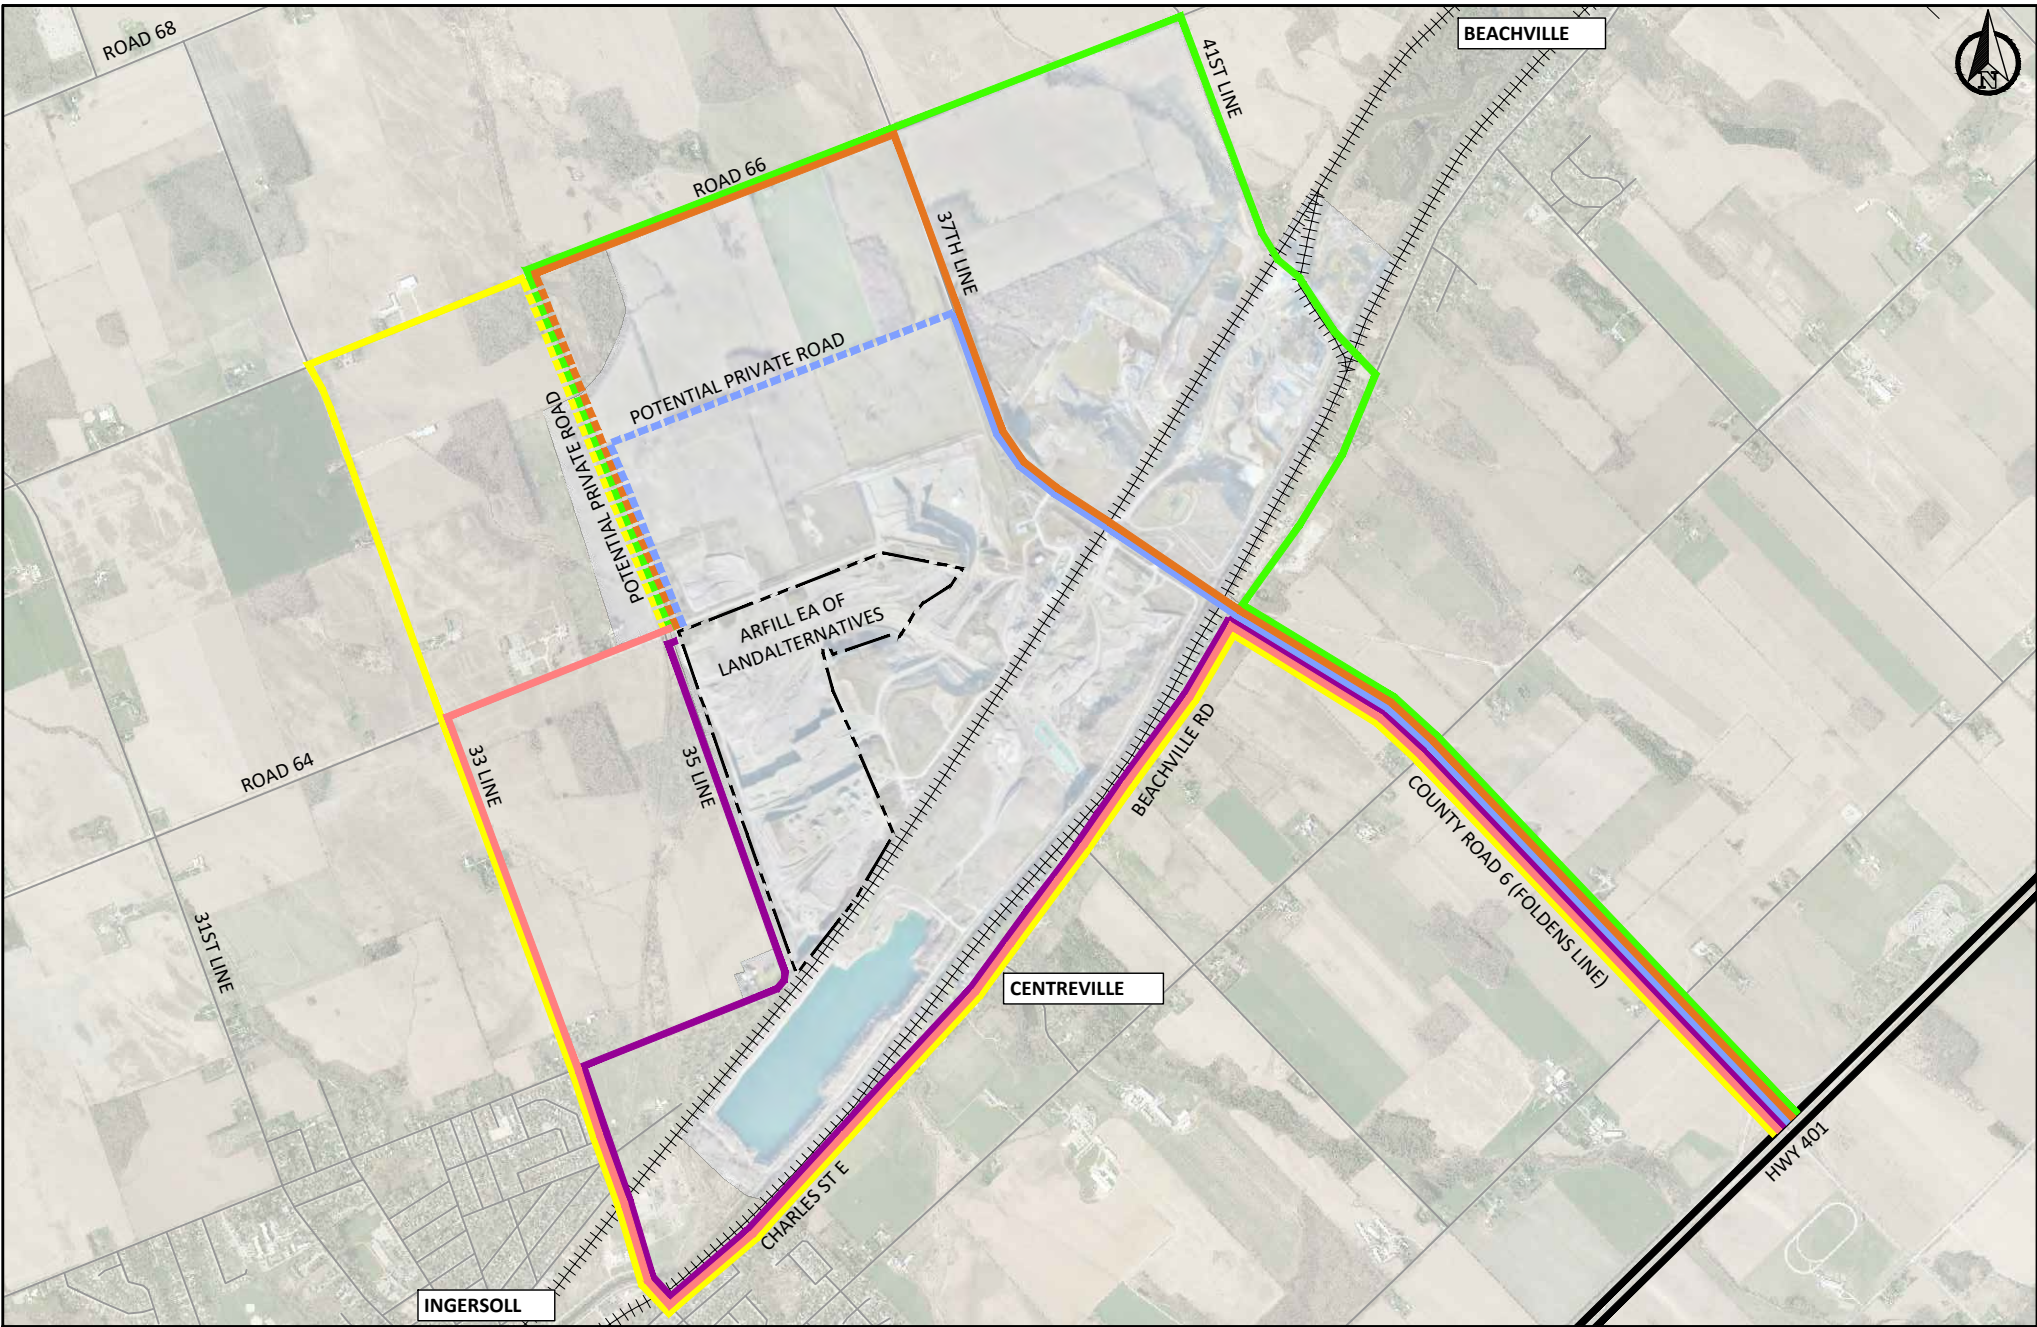 ROAD 68
BEACHVILLE
N
41ST LINE
ROAD 66
37TH LINE
POTENTIAL PRIVATE ROAD
POTENTIAL PRIVATE ROAD
ARFILL EA OF
LANDALTERNATIVES
ROAD 64
33 LINE
35 LINE
BEACHVILLE RD
COUNTY ROAD 6 (FOLDENS LINE)
31ST LINE
CENTREVILLE
HWY 401
CHARLES ST E
INGERSOLL